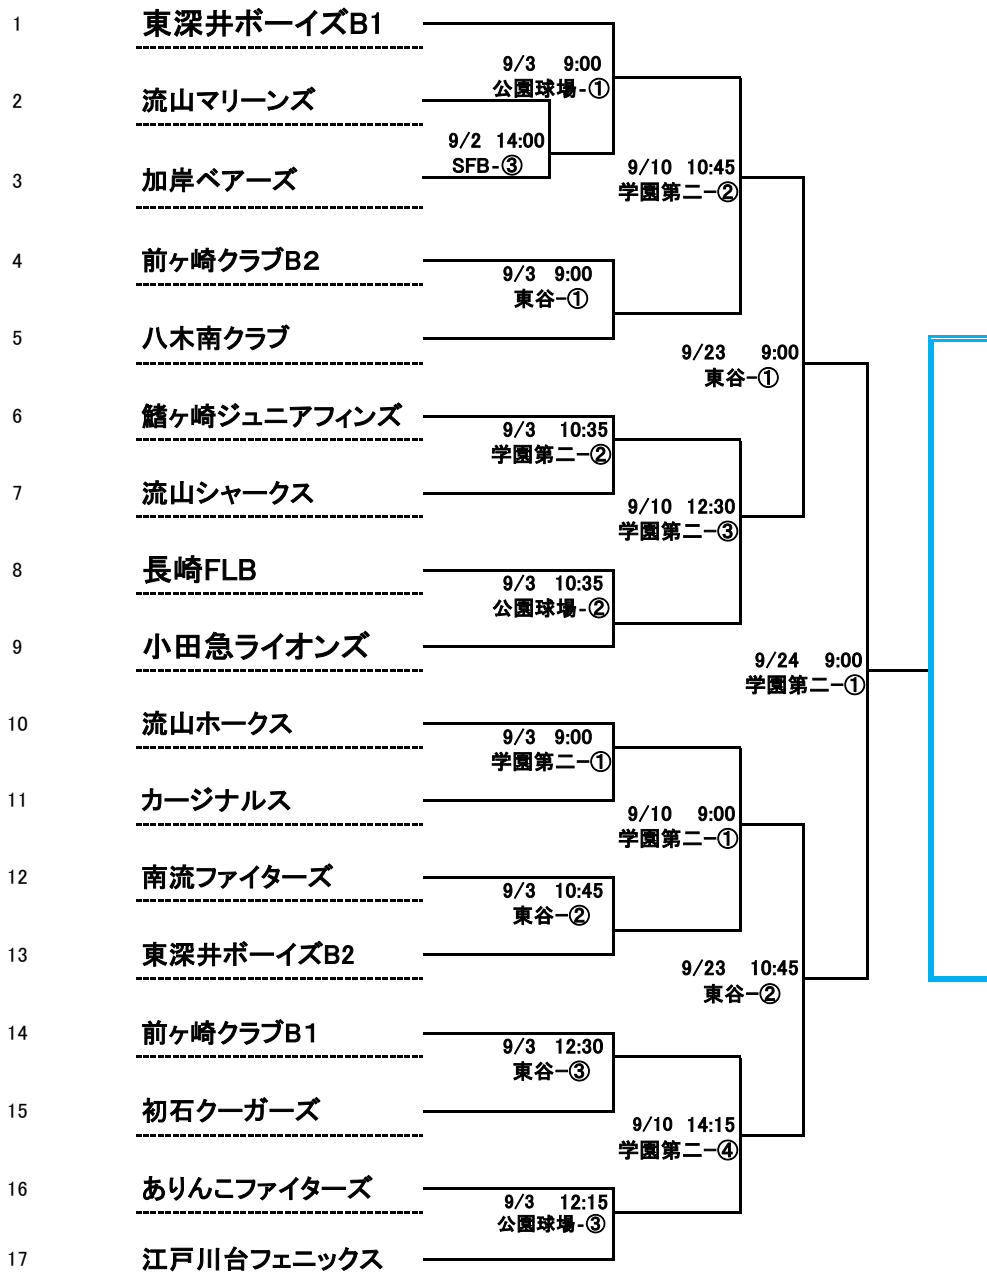 1 東深井ボーイズB1
9/3 9:00
公園球場-①
2 流山マリーンズ
9/2 14:00
SFB-③
9/10 10:45
学園第二-②
3 加岸ベアーズ
4 前ヶ崎クラブB2
9/3 9:00
東谷-①
5 八木南クラブ
9/23 9:00
東谷-①
6 鰭ヶ崎ジュニアフィンズ
9/3 10:35
学園第二-②
7 流山シャークス
9/10 12:30
学園第二-③
8 長崎FLB
9/3 10:35
公園球場-②
9 小田急ライオンズ
9/24 9:00
学園第二-①
10 流山ホークス
9/3 9:00
学園第二-①
11 カージナルス
9/10 9:00
学園第二-①
12 南流ファイターズ
9/3 10:45
東谷-②
13 東深井ボーイズB2
9/23 10:45
東谷-②
14 前ヶ崎クラブB1
9/3 12:30
東谷-③
15 初石クーガーズ
9/10 14:15
学園第二-④
16 ありんこファイターズ
9/3 12:15
公園球場-③
17 江戸川台フェニックス